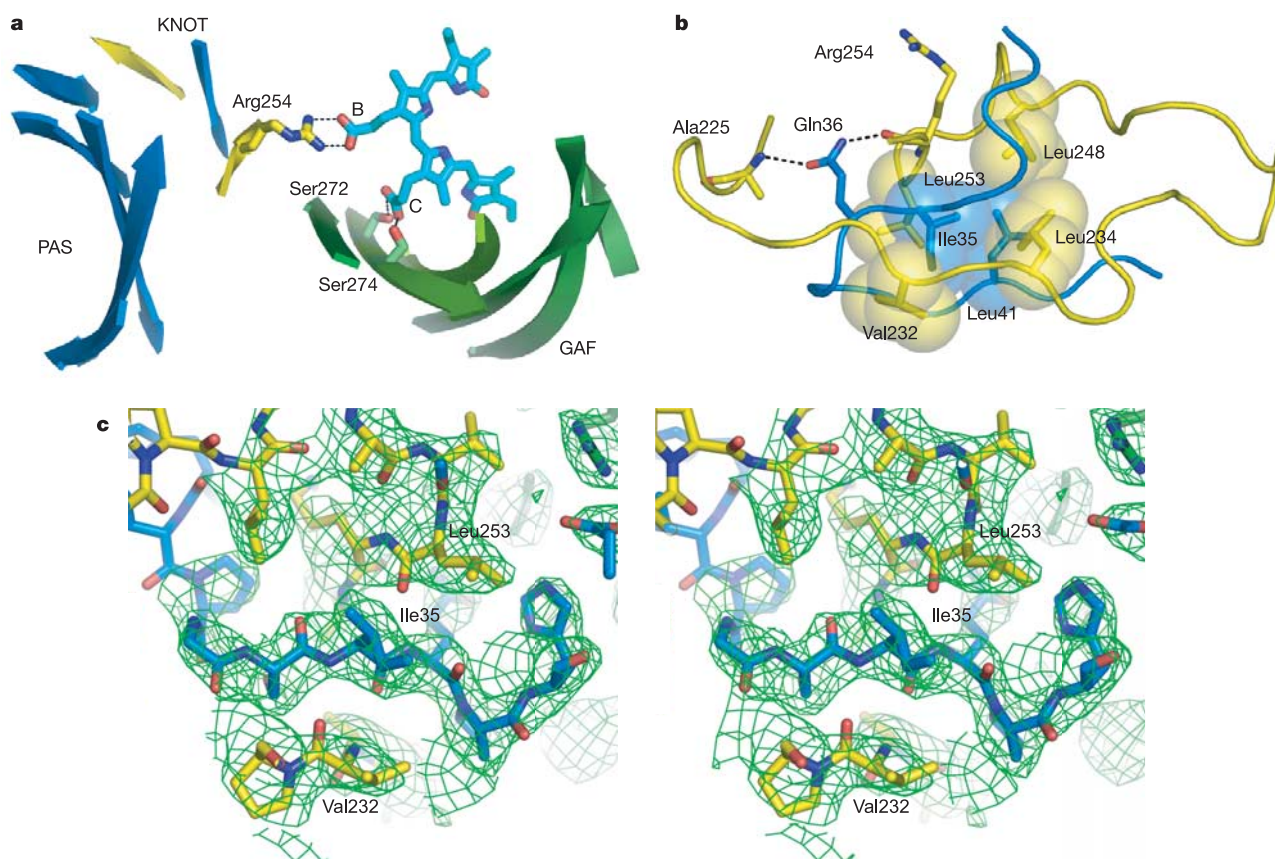 a
KNOT
Arg254
B
Ser272
C
PAS
Ser274
GAF
b
Arg254
Ala225
Gln36
Leu248
Leu253
Ile35
Leu234
Leu41
Val232
c
Leu253
Ile35
Val232
Leu253
Ile35
Val232